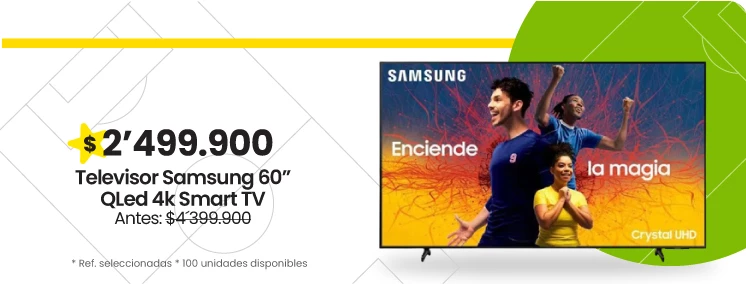 $ 2’499.900
Televisor Samsung 60”
QLed 4k Smart TV
Antes: $4’399.900
* Ref. seleccionadas * 100 unidades disponibles
SAMSUNG
Enciende
la magia
9
Crystal UHD